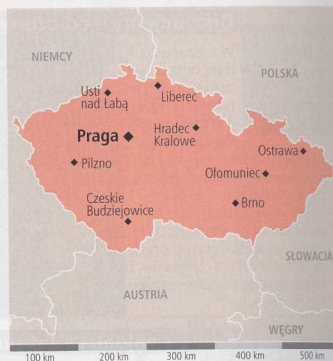 NIEMCY
POLSKA
Usti
nad Łabą
Liberec
Praga
Hradec
Kralowe
Ostrawa
Pilzno
Ołomuniec
Czeskie
Budziejowice
Brno
SŁOWACJA
AUSTRIA
WĘGRY
100 km 200 km 300 km 400 km 500 km